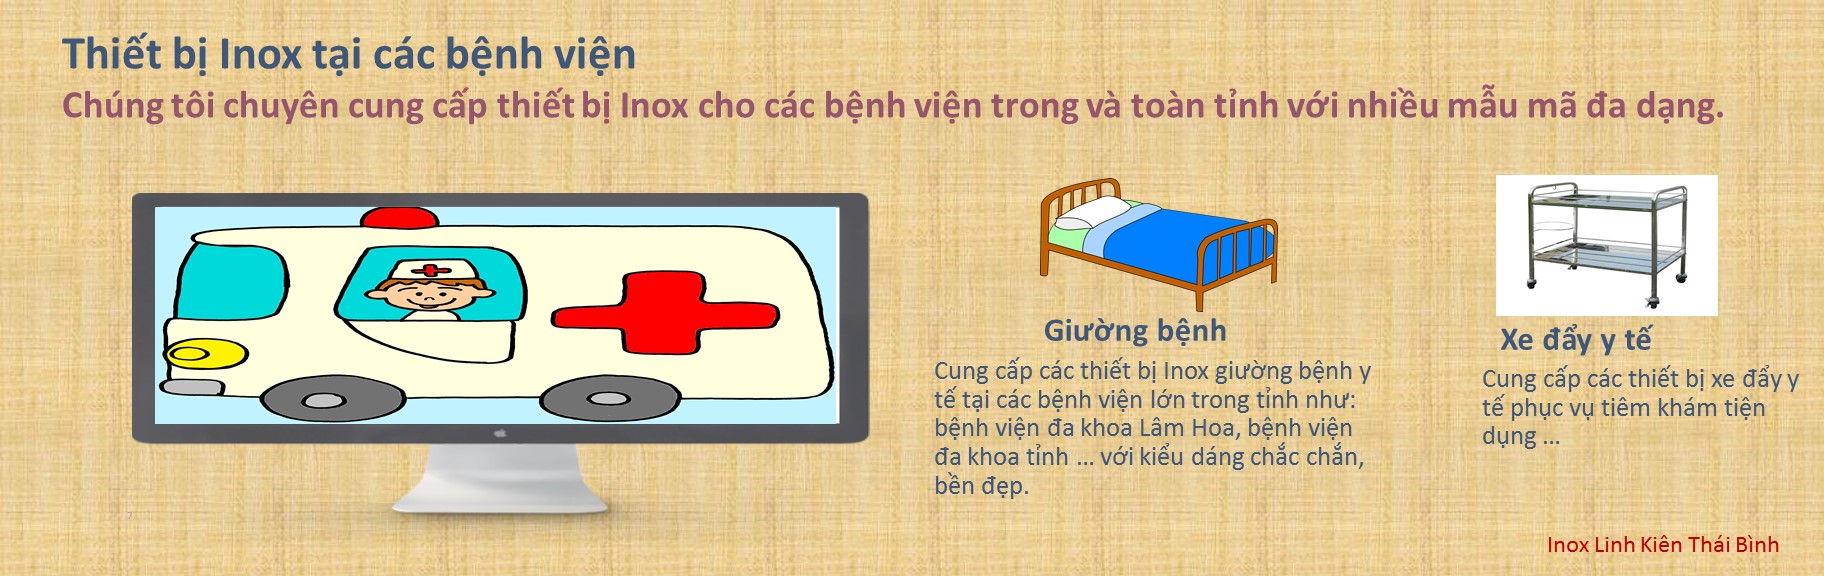 Thiết bị Inox tại các bệnh viện
Chúng tôi chuyên cung cấp thiết bị Inox cho các bệnh viện trong và toàn tỉnh với nhiều mẫu mã đa dạng.
Giường bệnh
Cung cấp các thiết bị Inox giường bệnh y
tế tại các bệnh viện lớn trong tỉnh như:
bệnh viện đa khoa Lâm Hoa, bệnh viện
đa khoa tỉnh ... với kiểu dáng chắc chắn,
bền đẹp.
Xe đẩy y tế
Cung cấp các thiết bị xe đẩy y
tế phục vụ tiêm khám tiện
dụng ...
7
Inox Linh Kiên Thái Bình